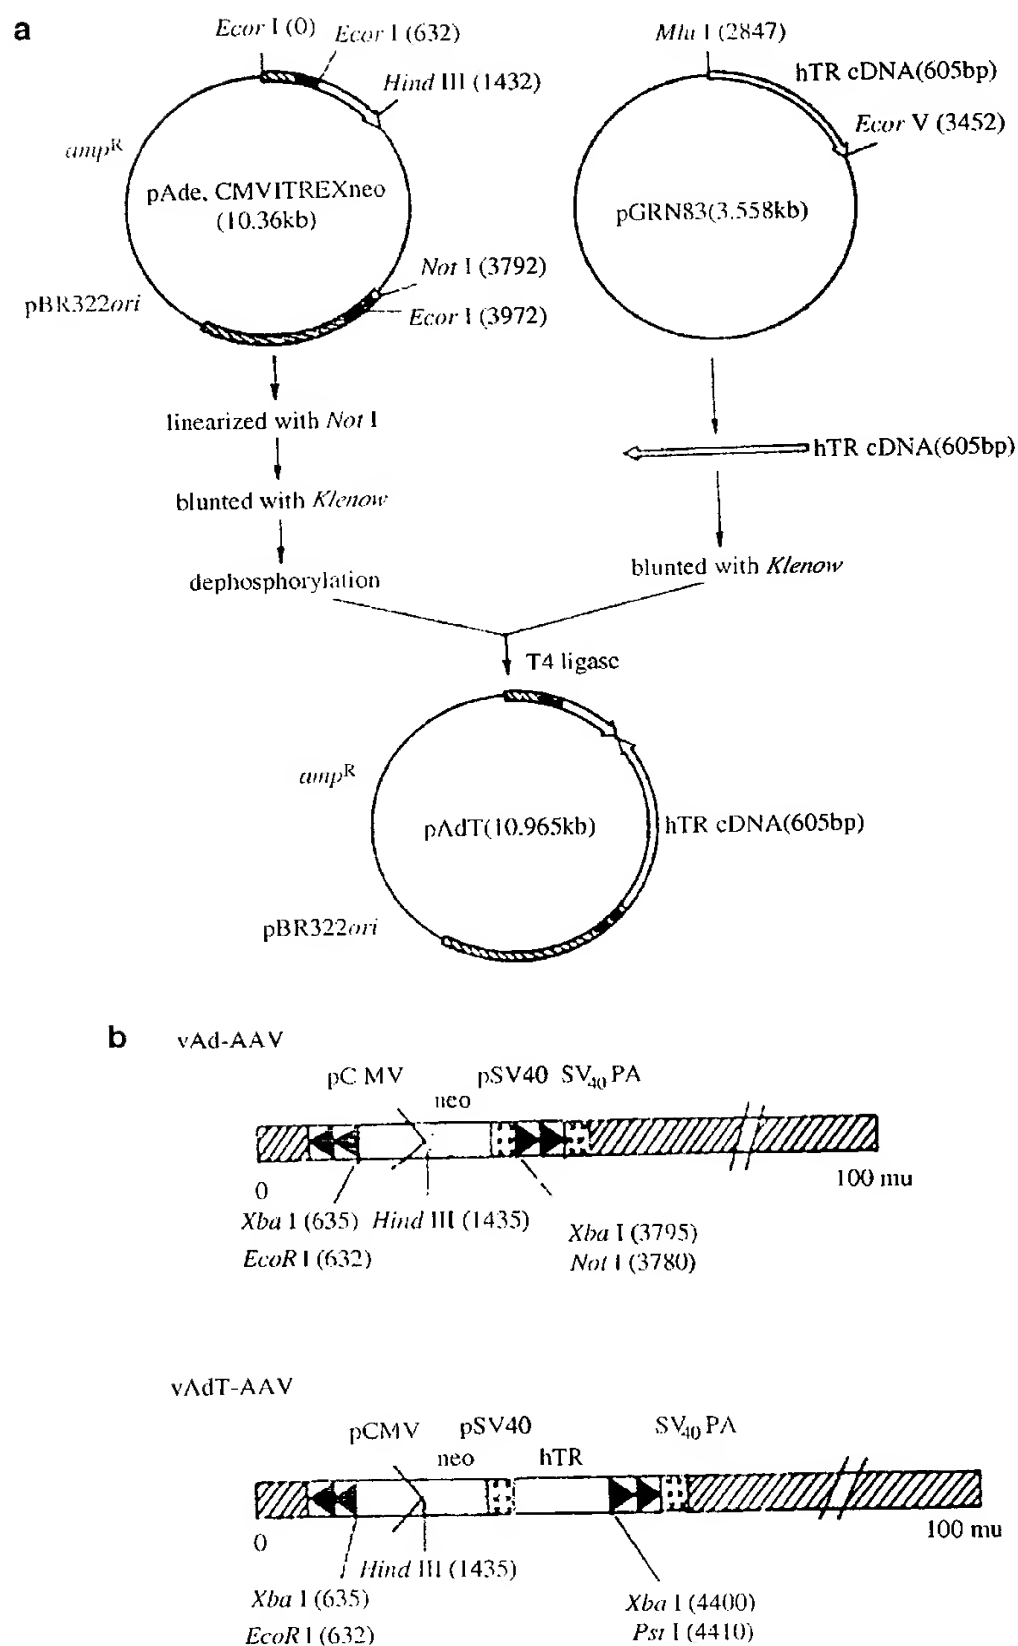 a
Ecor I (0)
Ecor I (632)
Hind III (1432)
ampR
pAde. CMVITREXneo
(10.36kb)
Not I (3792)
pBR322ori
Ecor I (3972)
Mlu I (2847)
hTR cDNA(605bp)
Ecor V (3452)
pGRN83(3.558kb)
linearized with Not I
blunted with Klenow
dephosphorylation
hTR cDNA(605bp)
blunted with Klenow
T4 ligase
ampR
pAdT(10.965kb)
hTR cDNA(605bp)
pBR322ori
b
vAd-AAV
pC MV
neo
pSV40
SV40 PA
0
100 mu
Xba I (635)
Hind III (1435)
EcoR I (632)
Xba I (3795)
Not I (3780)
vAdT-AAV
pCMV
neo
pSV40
hTR
SV40 PA
0
100 mu
Hind III (1435)
Xba I (635)
EcoR I (632)
Xba I (4400)
Pst I (4410)